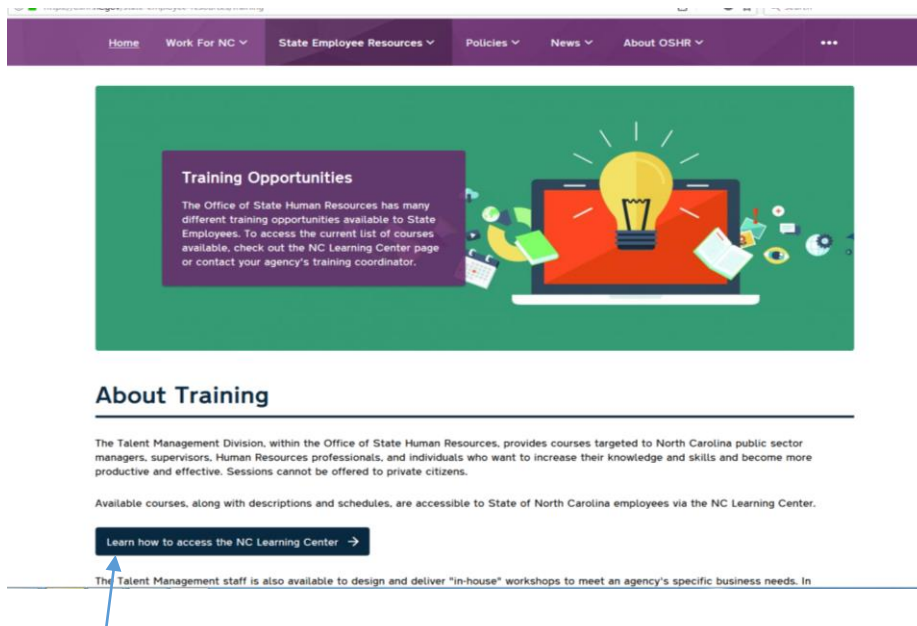 Home Work For NC State Employee Resources Policies News About OSHR •••
Training Opportunities
The Office of State Human Resources has many
different training opportunities available to State
Employees. To access the current list of courses
available, check out the NC Learning Center page
or contact your agency's training coordinator.
About Training
The Talent Management Division, within the Office of State Human Resources, provides courses targeted to North Carolina public sector
managers, supervisors, Human Resources professionals, and individuals who want to increase their knowledge and skills and become more
productive and effective. Sessions cannot be offered to private citizens.
Available courses, along with descriptions and schedules, are accessible to State of North Carolina employees via the NC Learning Center.
Learn how to access the NC Learning Center →
The Talent Management staff is also available to design and deliver "in-house" workshops to meet an agency's specific business needs. In